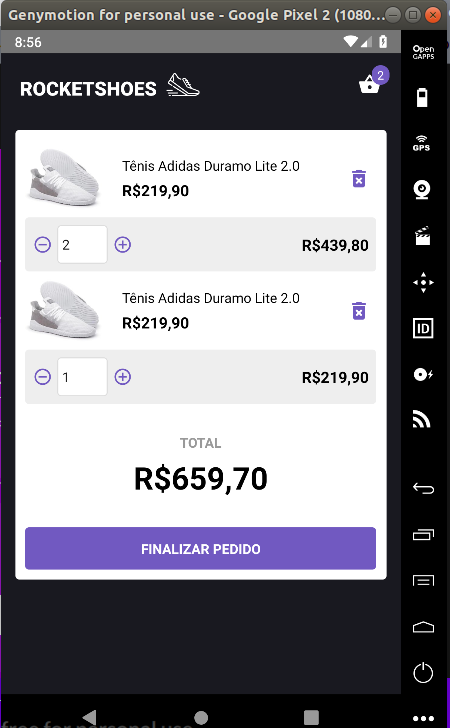 Genymotion for personal use - Google Pixel 2 (1080...
8:56
Open
GAPPS
ROCKETSHOES
2
GPS
Tênis Adidas Duramo Lite 2.0
R$219,90
2
R$439,80
Tênis Adidas Duramo Lite 2.0
R$219,90
ID
1
R$219,90
TOTAL
R$659,70
FINALIZAR PEDIDO
free for personal use